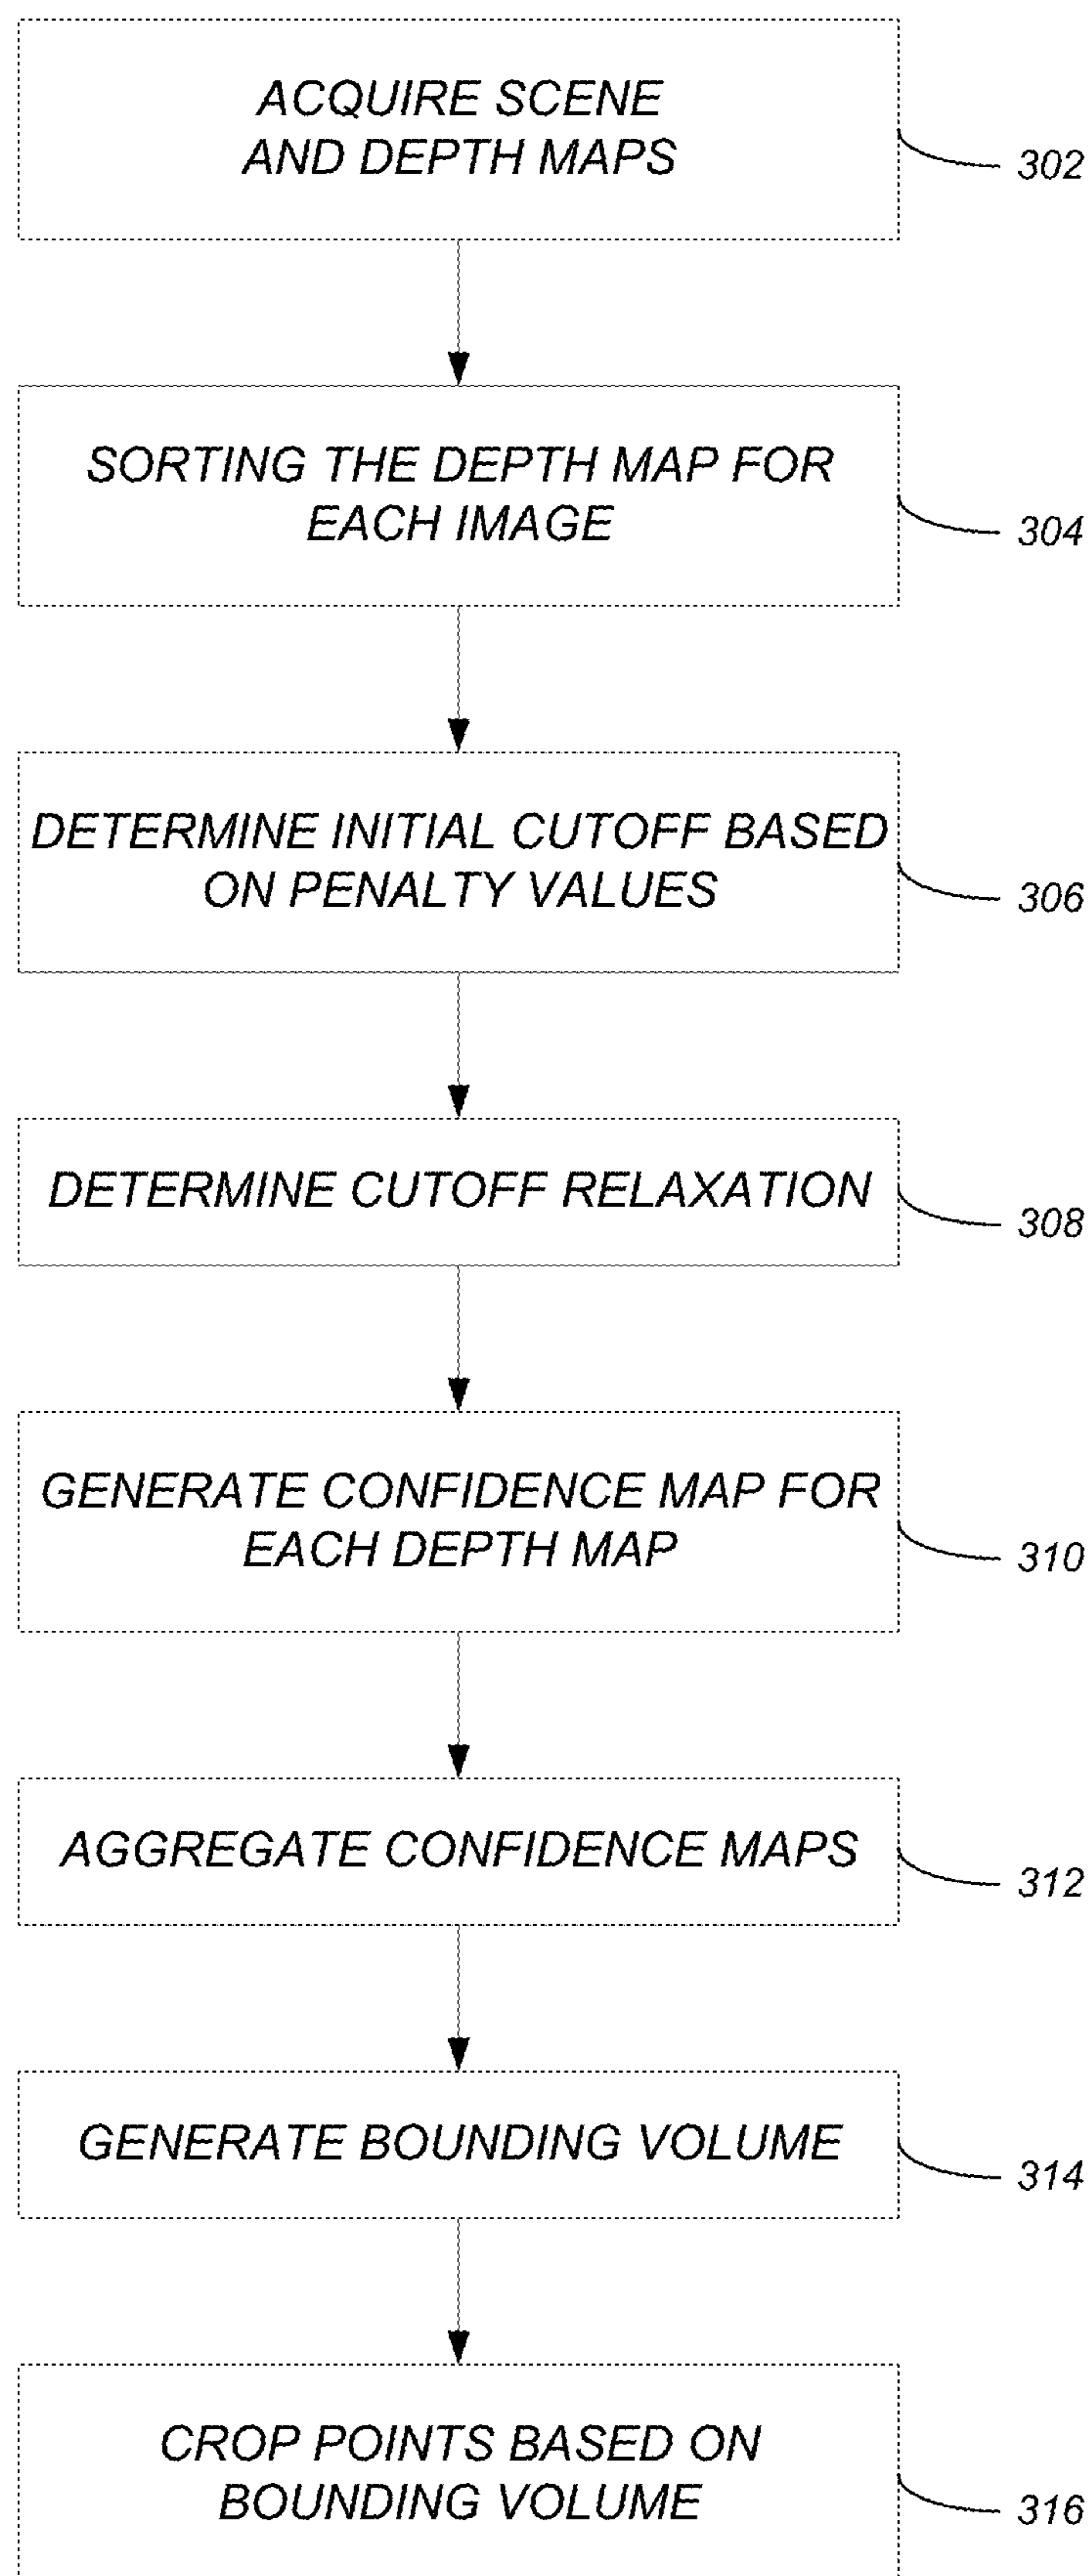 ACQUIRE SCENE
AND DEPTH MAPS
302
SORTING THE DEPTH MAP FOR
EACH IMAGE
304
DETERMINE INITIAL CUTOFF BASED
ON PENALTY VALUES
306
DETERMINE CUTOFF RELAXATION
308
GENERATE CONFIDENCE MAP FOR
EACH DEPTH MAP
310
AGGREGATE CONFIDENCE MAPS
312
GENERATE BOUNDING VOLUME
314
CROP POINTS BASED ON
BOUNDING VOLUME
316